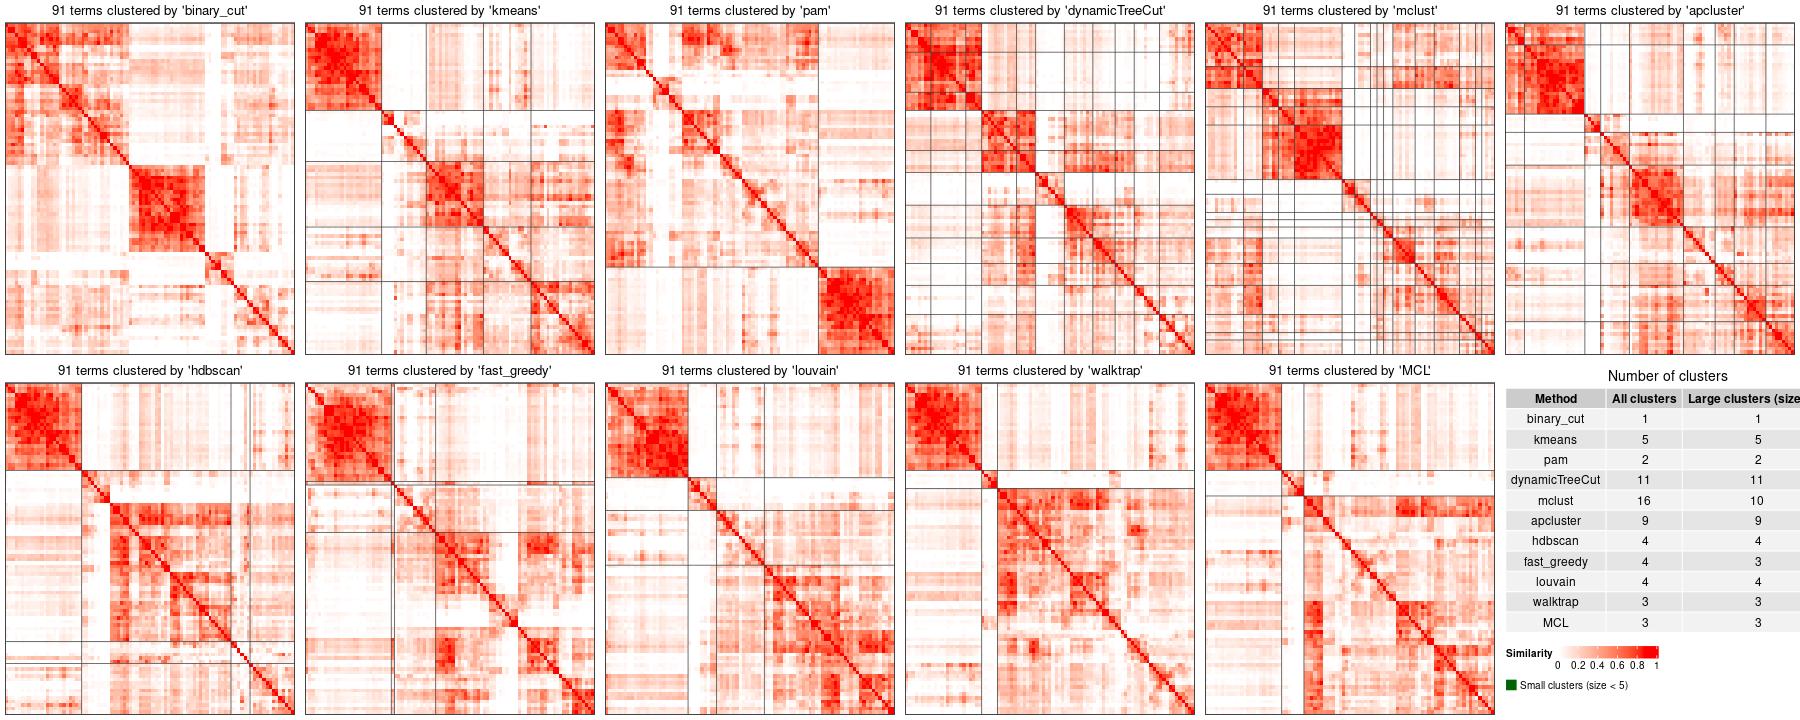 91 terms clustered by 'binary_cut'
91 terms clustered by 'kmeans'
91 terms clustered by 'pam'
91 terms clustered by 'dynamicTreeCut'
91 terms clustered by 'mclust'
91 terms clustered by 'apcluster'
91 terms clustered by 'hdbscan'
91 terms clustered by 'fast_greedy'
91 terms clustered by 'louvain'
91 terms clustered by 'walktrap'
91 terms clustered by 'MCL'
Number of clusters
Method All clusters Large clusters (size
binary_cut 1 1
kmeans 5 5
pam 2 2
dynamicTreeCut 11 11
mclust 16 10
apcluster 9 9
hdbscan 4 4
fast_greedy 4 3
louvain 4 4
walktrap 3 3
MCL 3 3
Similarity
0 0.2 0.4 0.6 0.8 1
Small clusters (size < 5)